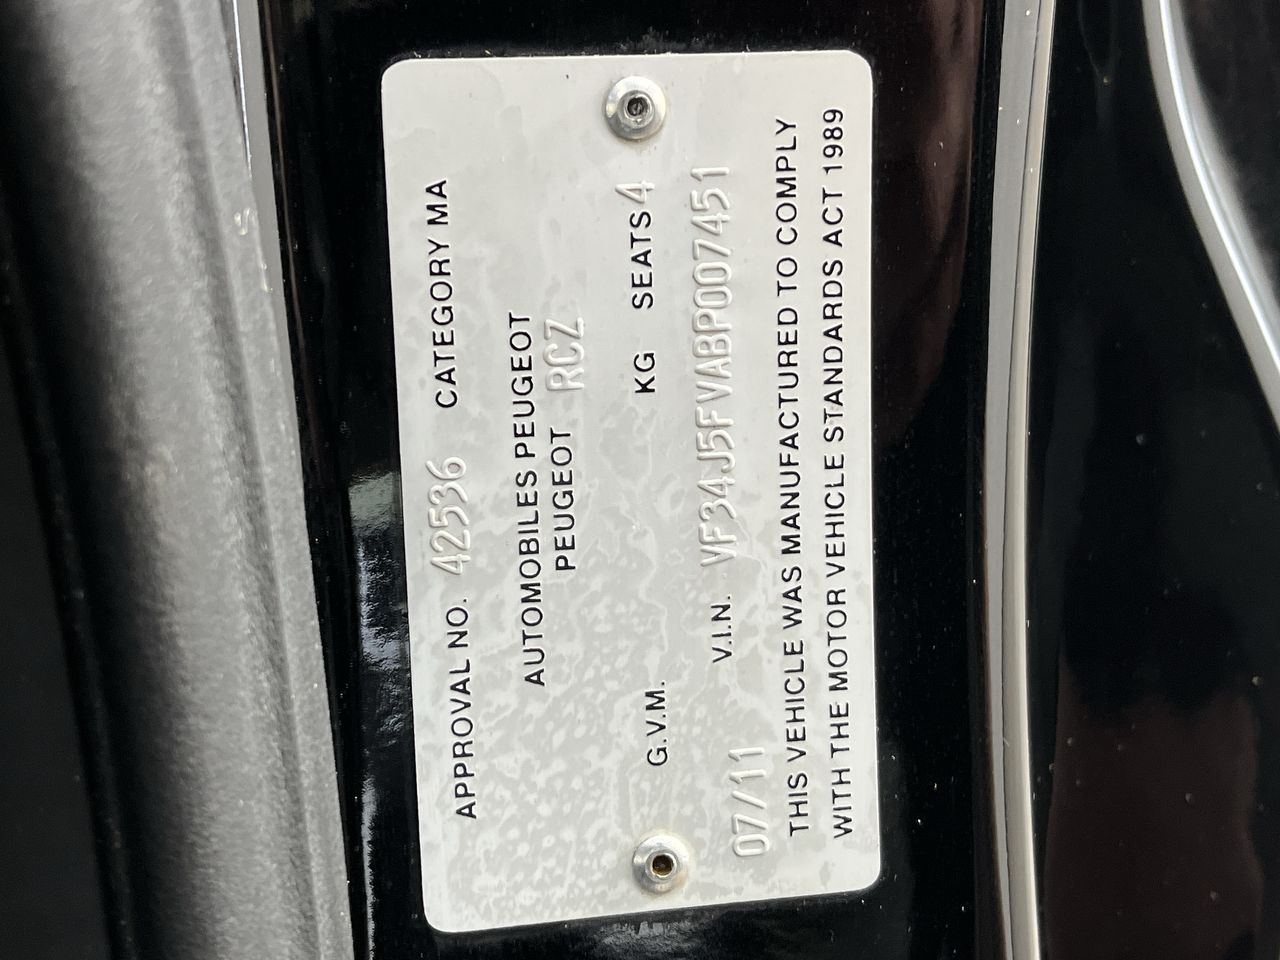 APPROVAL NO. 42536 CATEGORY MA
AUTOMOBILES PEUGEOT
PEUGEOT RCZ
G.V.M. KG SEATS 4
07/11 V.I.N. VF34J5FVABP007451
THIS VEHICLE WAS MANUFACTURED TO COMPLY
WITH THE MOTOR VEHICLE STANDARDS ACT 1989